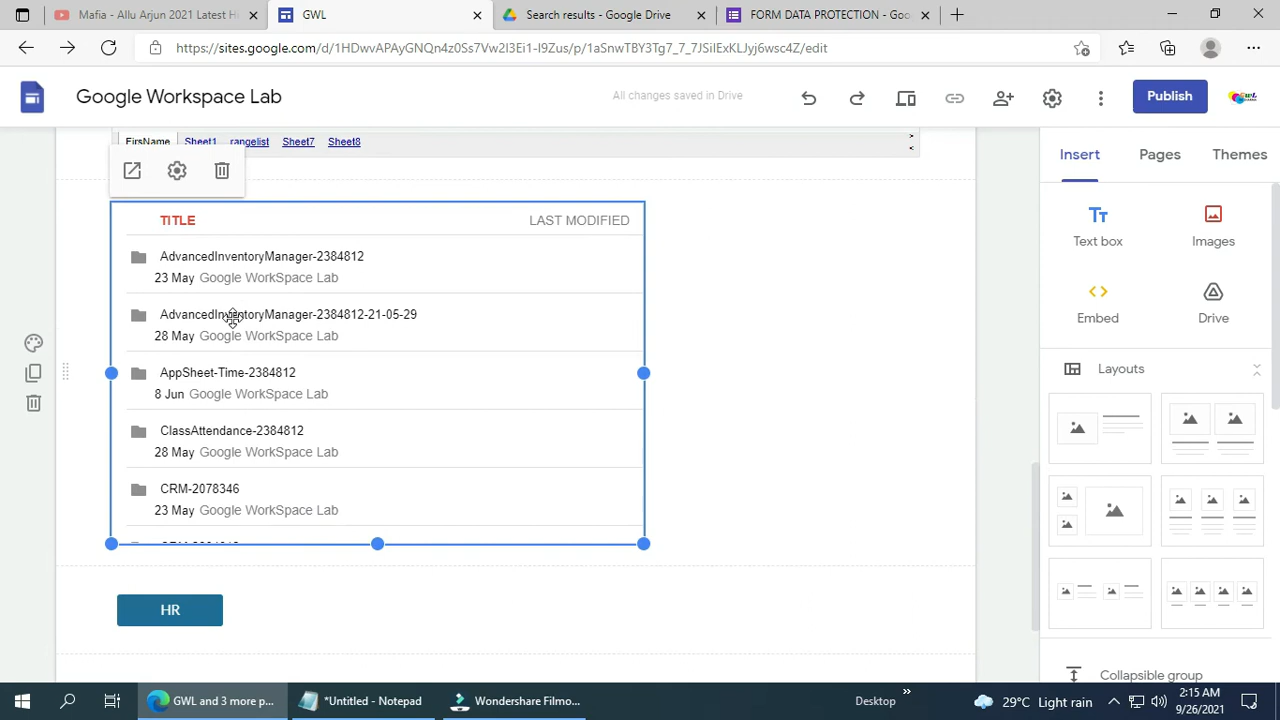 Mafia - Allu Arjun 2021 Latest H
GWL
Search results - Google Drive
FORM DATA PROTECTION - Goo
https://sites.google.com/d/1HDwvAPAyGNQn4z0Ss7Vw2I3Ei1-I9Zus/p/1aSnwTBY3Tg7_7_7JSiIExKLJyj6wsc4Z/edit
Google Workspace Lab
All changes saved in Drive
Publish
FirsName Sheet1 rangelist Sheet7 Sheet8
Insert Pages Themes
TITLE LAST MODIFIED
AdvancedInventoryManager-2384812
23 May Google WorkSpace Lab
AdvancedInventoryManager-2384812-21-05-29
28 May Google WorkSpace Lab
AppSheet-Time-2384812
8 Jun Google WorkSpace Lab
ClassAttendance-2384812
28 May Google WorkSpace Lab
CRM-2078346
23 May Google WorkSpace Lab
HR
Text box
Images
Embed
Drive
Layouts
Collapsible group
GWL and 3 more p...
*Untitled - Notepad
Wondershare Filmo...
Desktop
29°C Light rain
2:15 AM
9/26/2021